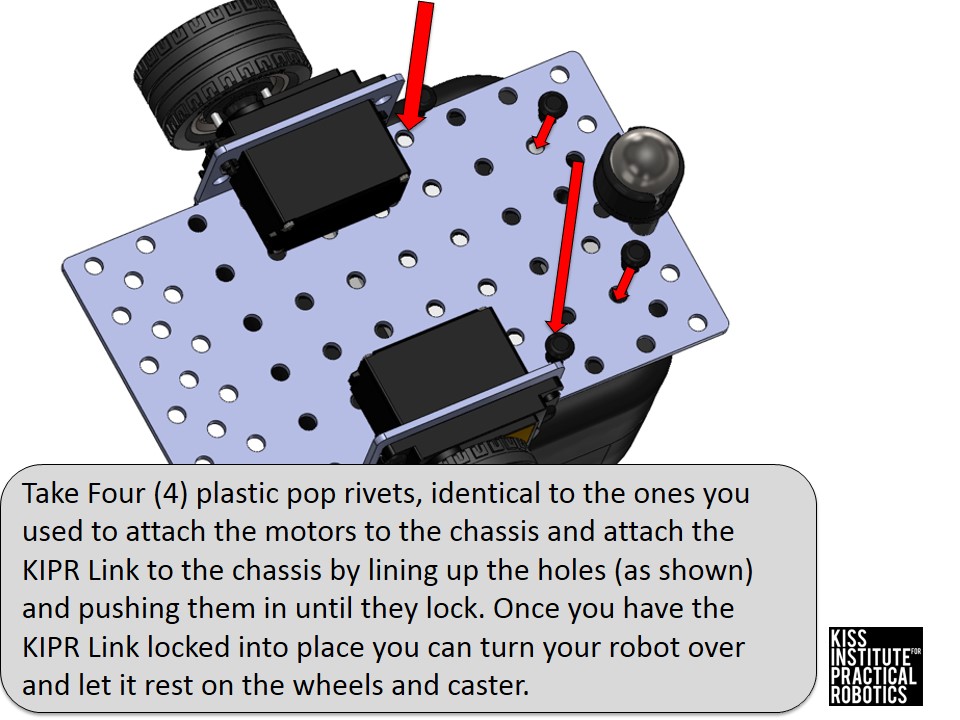 Take Four (4) plastic pop rivets, identical to the ones you
used to attach the motors to the chassis and attach the
KIPR Link to the chassis by lining up the holes (as shown)
and pushing them in until they lock. Once you have the
KIPR Link locked into place you can turn your robot over
and let it rest on the wheels and caster.
KISS
INSTITUTE FOR
PRACTICAL
ROBOTICS